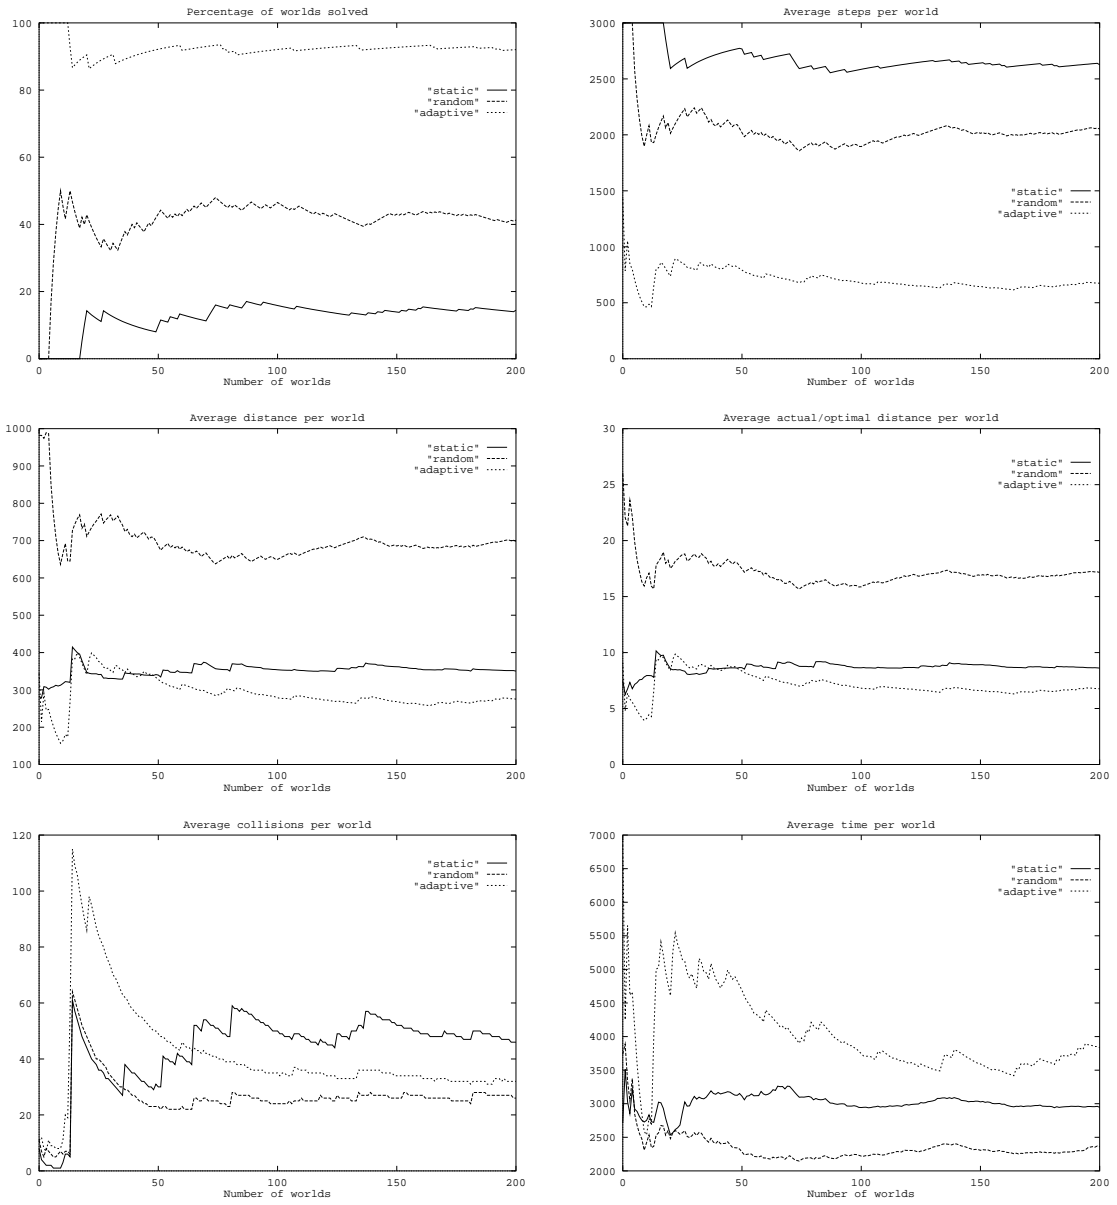 Percentage of worlds solved
100
80
60
40
20
0
"static"
"random"
"adaptive"
0 50 100 150 200
Number of worlds
Average steps per world
3000
2500
2000
1500
1000
500
0
"static"
"random"
"adaptive"
0 50 100 150 200
Number of worlds
Average distance per world
1000
900
800
700
600
500
400
300
200
100
"static"
"random"
"adaptive"
0 50 100 150 200
Number of worlds
Average actual/optimal distance per world
30
25
20
15
10
5
0
"static"
"random"
"adaptive"
0 50 100 150 200
Number of worlds
Average collisions per world
120
100
80
60
40
20
0
"static"
"random"
"adaptive"
0 50 100 150 200
Number of worlds
Average time per world
7000
6500
6000
5500
5000
4500
4000
3500
3000
2500
2000
"static"
"random"
"adaptive"
0 50 100 150 200
Number of worlds